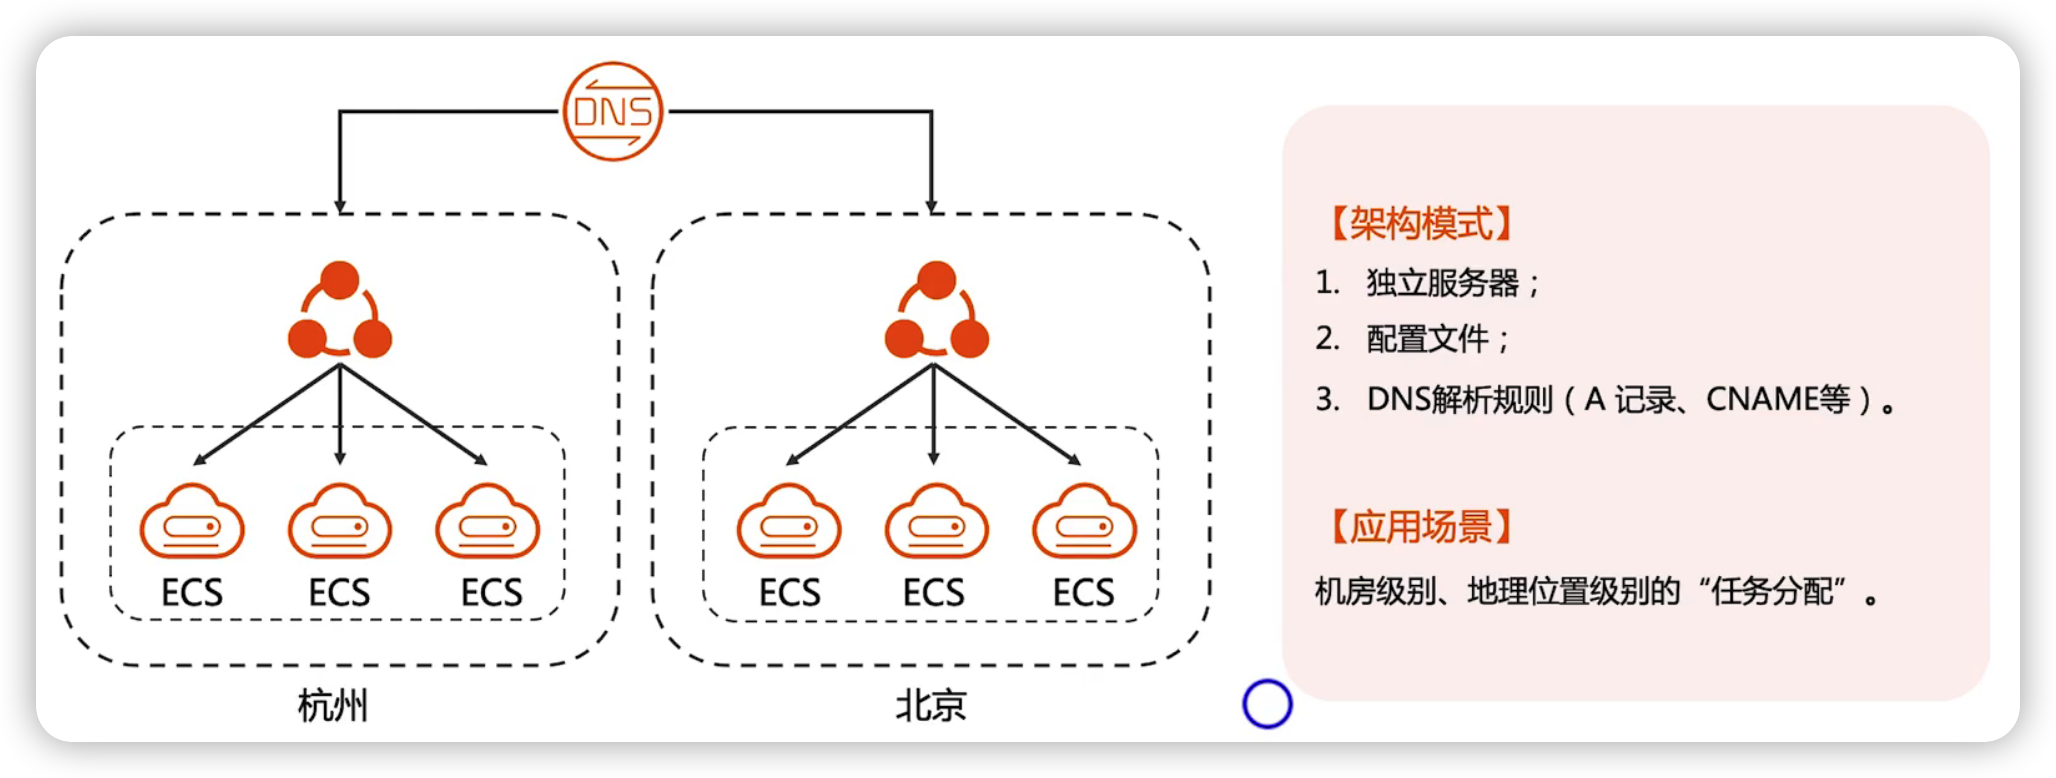 DNS
ECS ECS ECS
ECS ECS ECS
杭州
北京
【架构模式】
1. 独立服务器；
2. 配置文件；
3. DNS解析规则（A 记录、CNAME等）。
【应用场景】
机房级别、地理位置级别的“任务分配”。